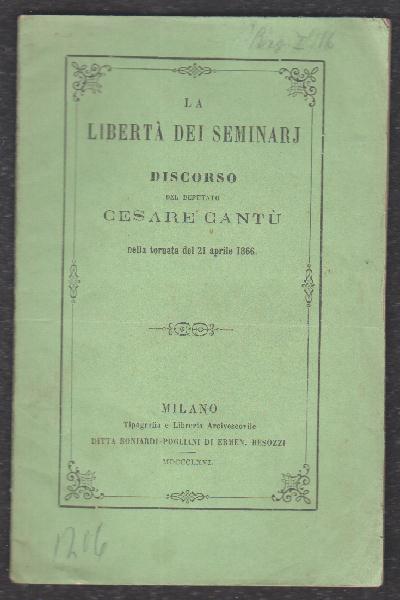 LA
LIBERTÀ DEI SEMINARJ
DISCORSO
DEL DEPUTATO
CESARE CANTÙ
nella tornata del 21 aprile 1866.
MILANO
Tipografia e Libreria Arcivescovile
DITTA BONIARDI-POGLIANI DI ERMEN. BESOZZI
MDCCCLXVI.
1206